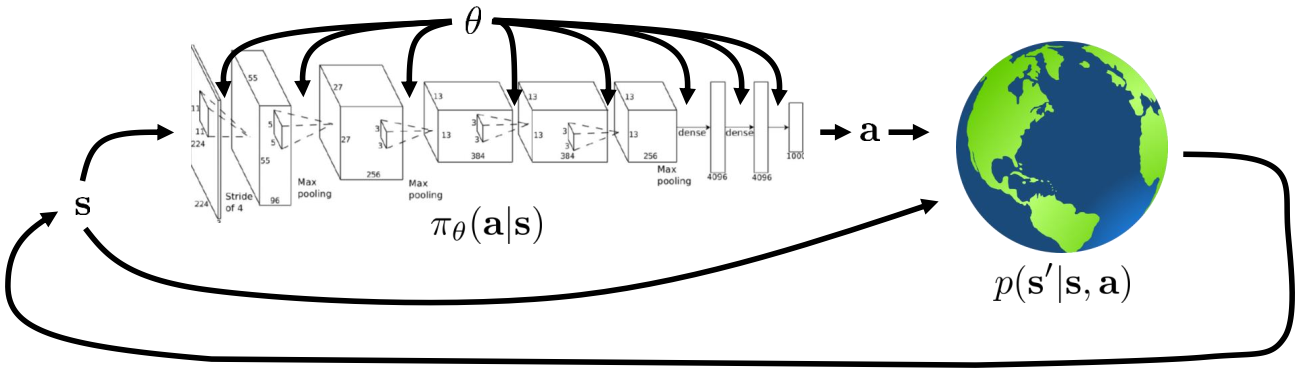 θ
55
27
13
13
13
11
5
3
3
3
11
5
27
3
13
3
13
3
13
dense
dense
224
55
384
384
256
1000
Max
pooling
4096
4096
256
Max
pooling
Max
pooling
224
Stride
of 4
96
s
a
π_θ(a|s)
p(s′|s, a)